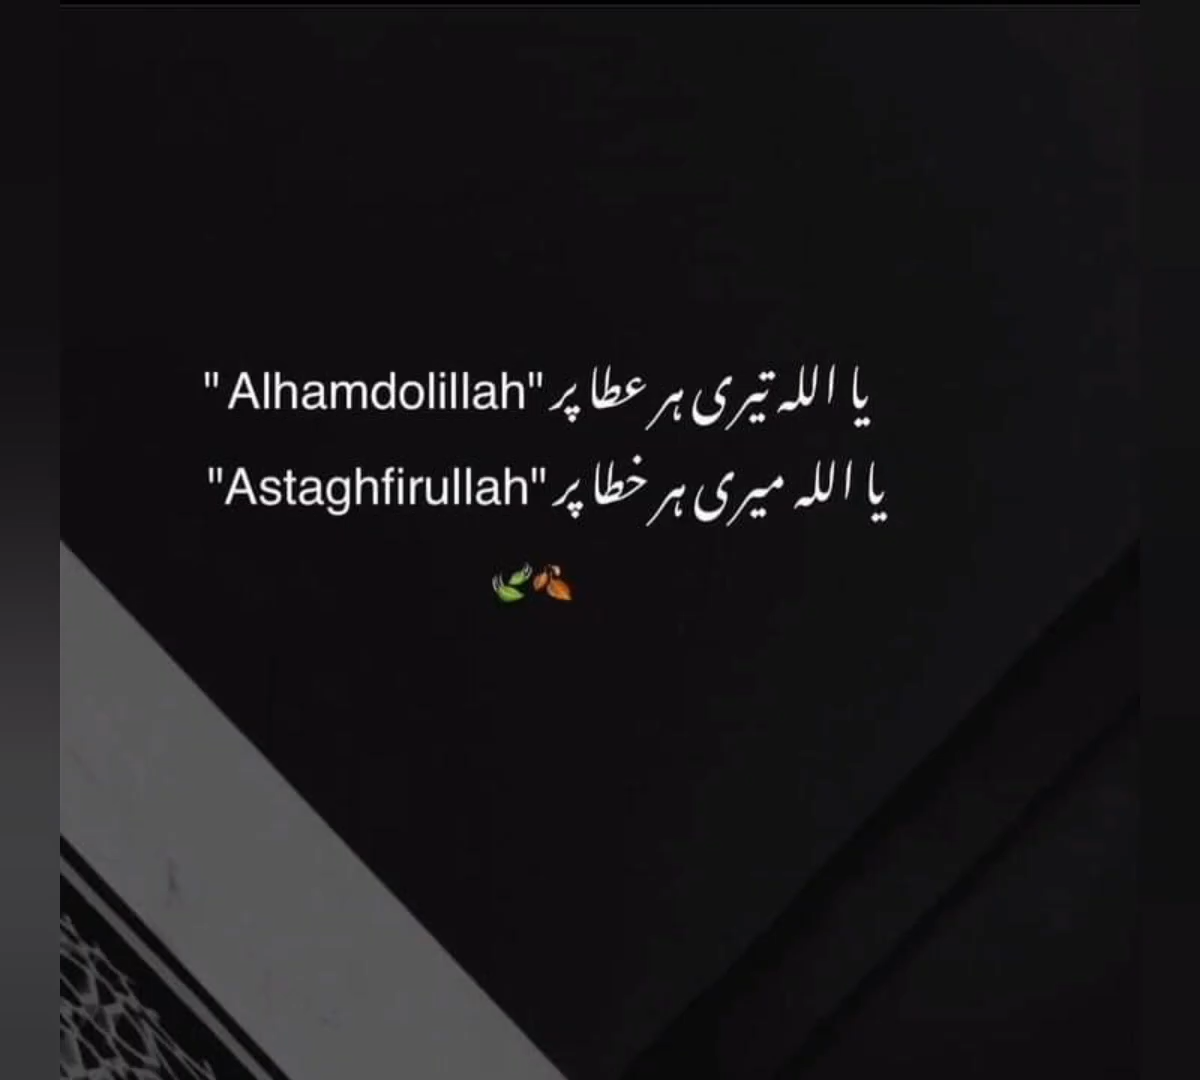 یا اللہ تیری ہر عطا پر "Alhamdolillah "
یا اللہ میری ہر خطا پر "Astaghfirullah"